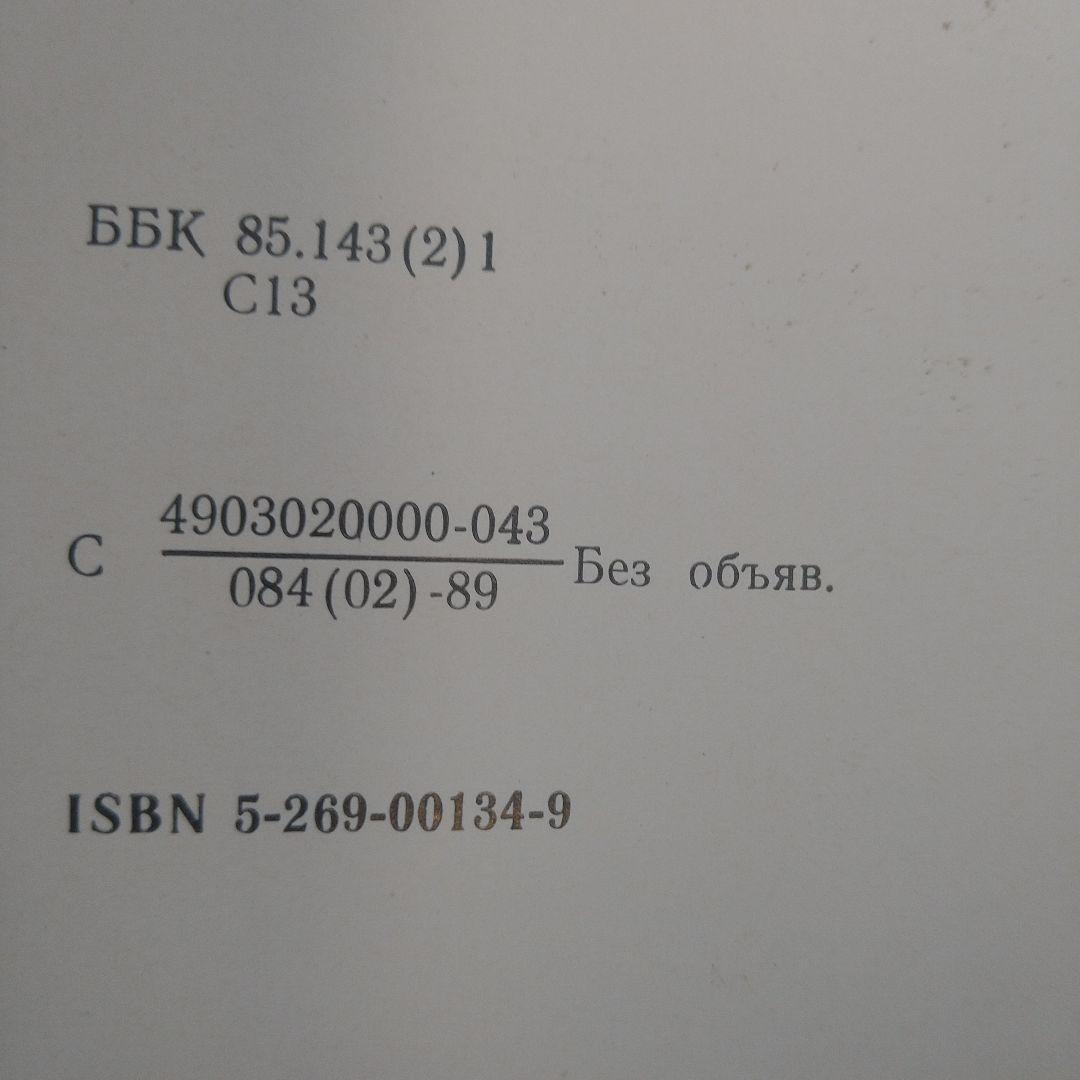 ББК 85.143(2)1
С13
4903020000-043
С 084(02)-89 Без объяв.
ISBN 5-269-00134-9